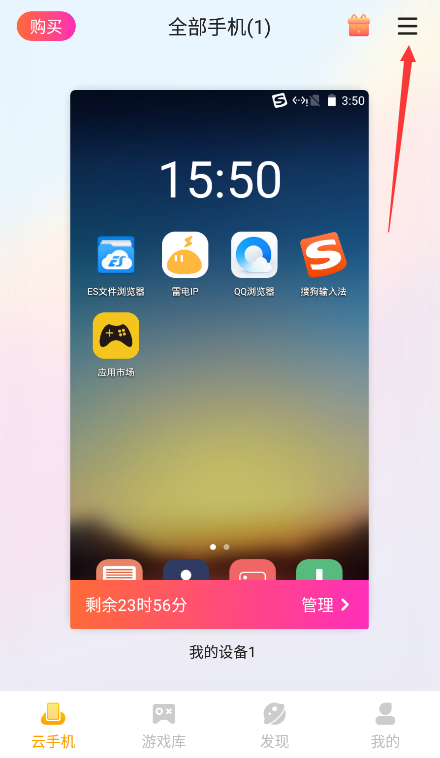 购买
全部手机(1)
3:50
15:50
ES文件浏览器
雷电IP
QQ浏览器
搜狗输入法
应用市场
剩余23时56分
管理
我的设备1
云手机
游戏库
发现
我的